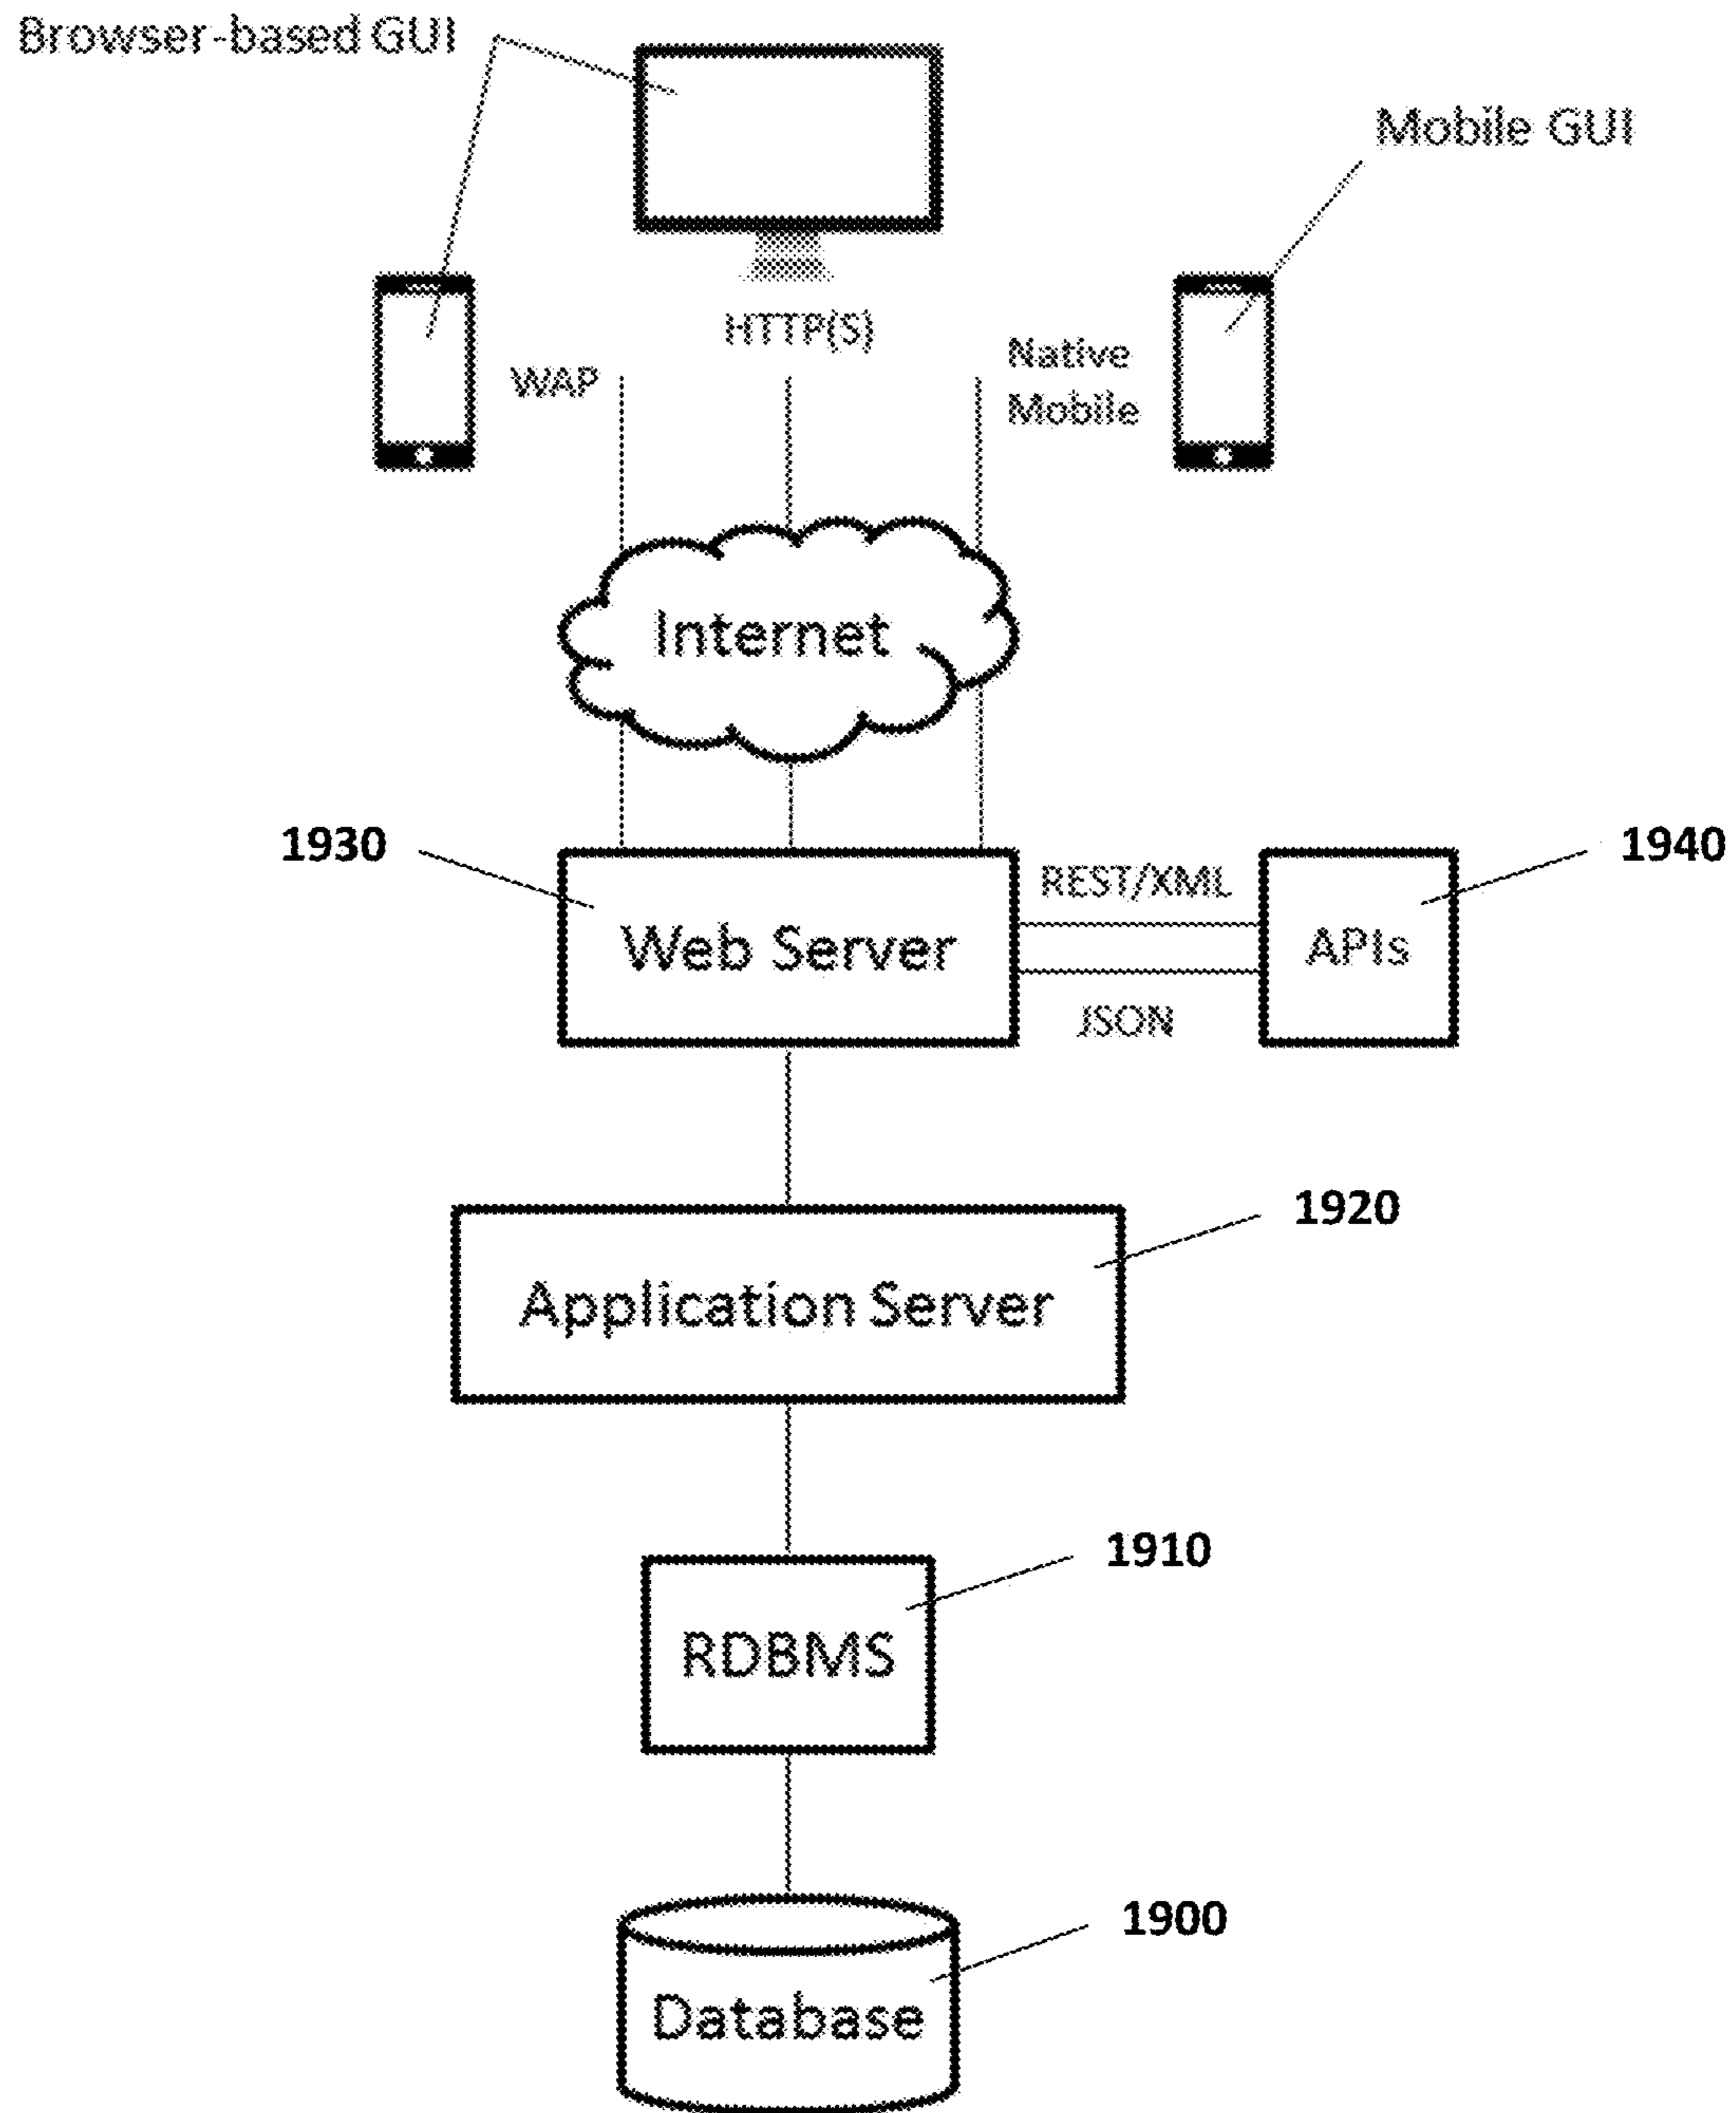 Browser-based GUI
Mobile GUI
HTTP(S)
WAP
Native
Mobile
Internet
1930
1940
REST/XML
Web Server
APIs
JSON
1920
Application Server
1910
RDBMS
1900
Database